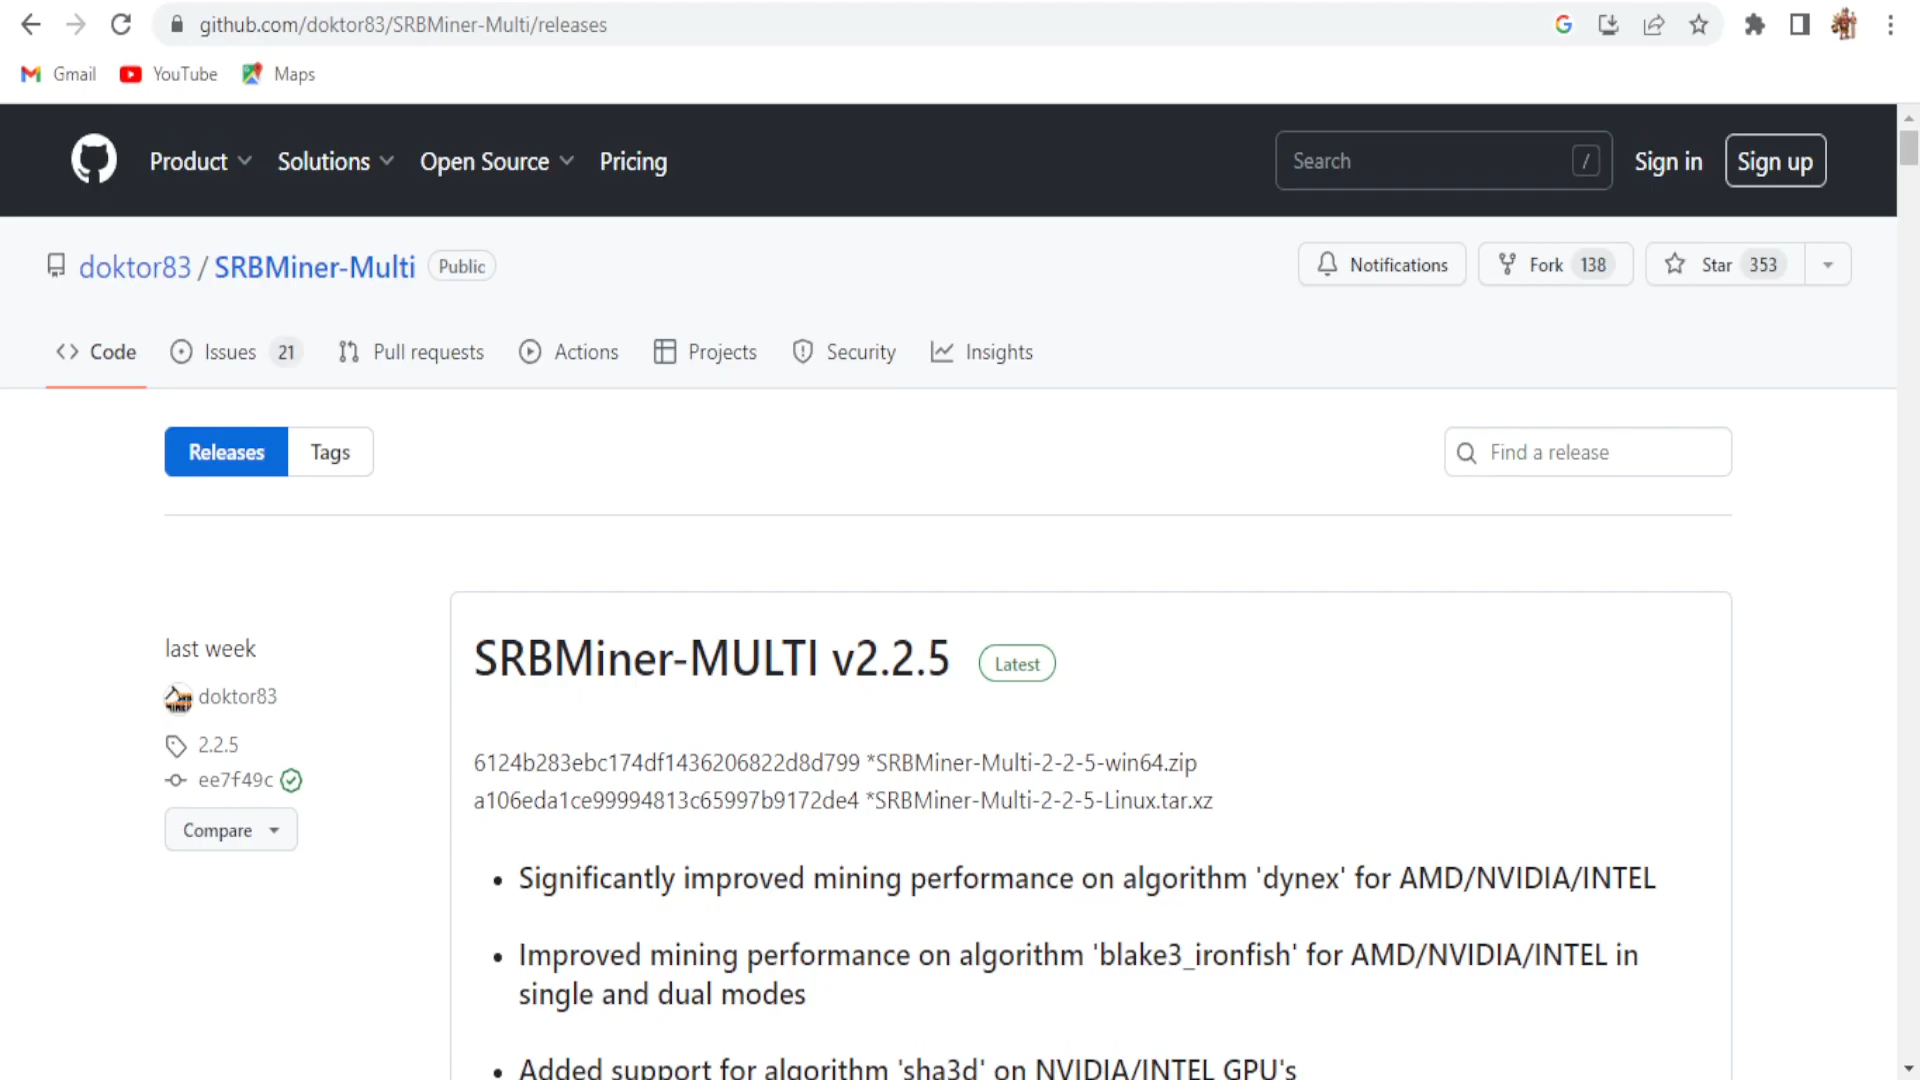 github.com/doktor83/SRBMiner-Multi/releases
Gmail YouTube Maps
Product Solutions Open Source Pricing Search / Sign in Sign up
doktor83 / SRBMiner-Multi Public Notifications Fork 138 Star 353
Code Issues 21 Pull requests Actions Projects Security Insights
Releases Tags Find a release
last week
doktor83
2.2.5
ee7f49c
Compare
SRBMiner-MULTI v2.2.5 Latest
6124b283ebc174df1436206822d8d799 *SRBMiner-Multi-2-2-5-win64.zip
a106eda1ce99994813c65997b9172de4 *SRBMiner-Multi-2-2-5-Linux.tar.xz
• Significantly improved mining performance on algorithm 'dynex' for AMD/NVIDIA/INTEL
• Improved mining performance on algorithm 'blake3_ironfish' for AMD/NVIDIA/INTEL in
single and dual modes
• Added support for algorithm 'sha3d' on NVIDIA/INTEL GPU's